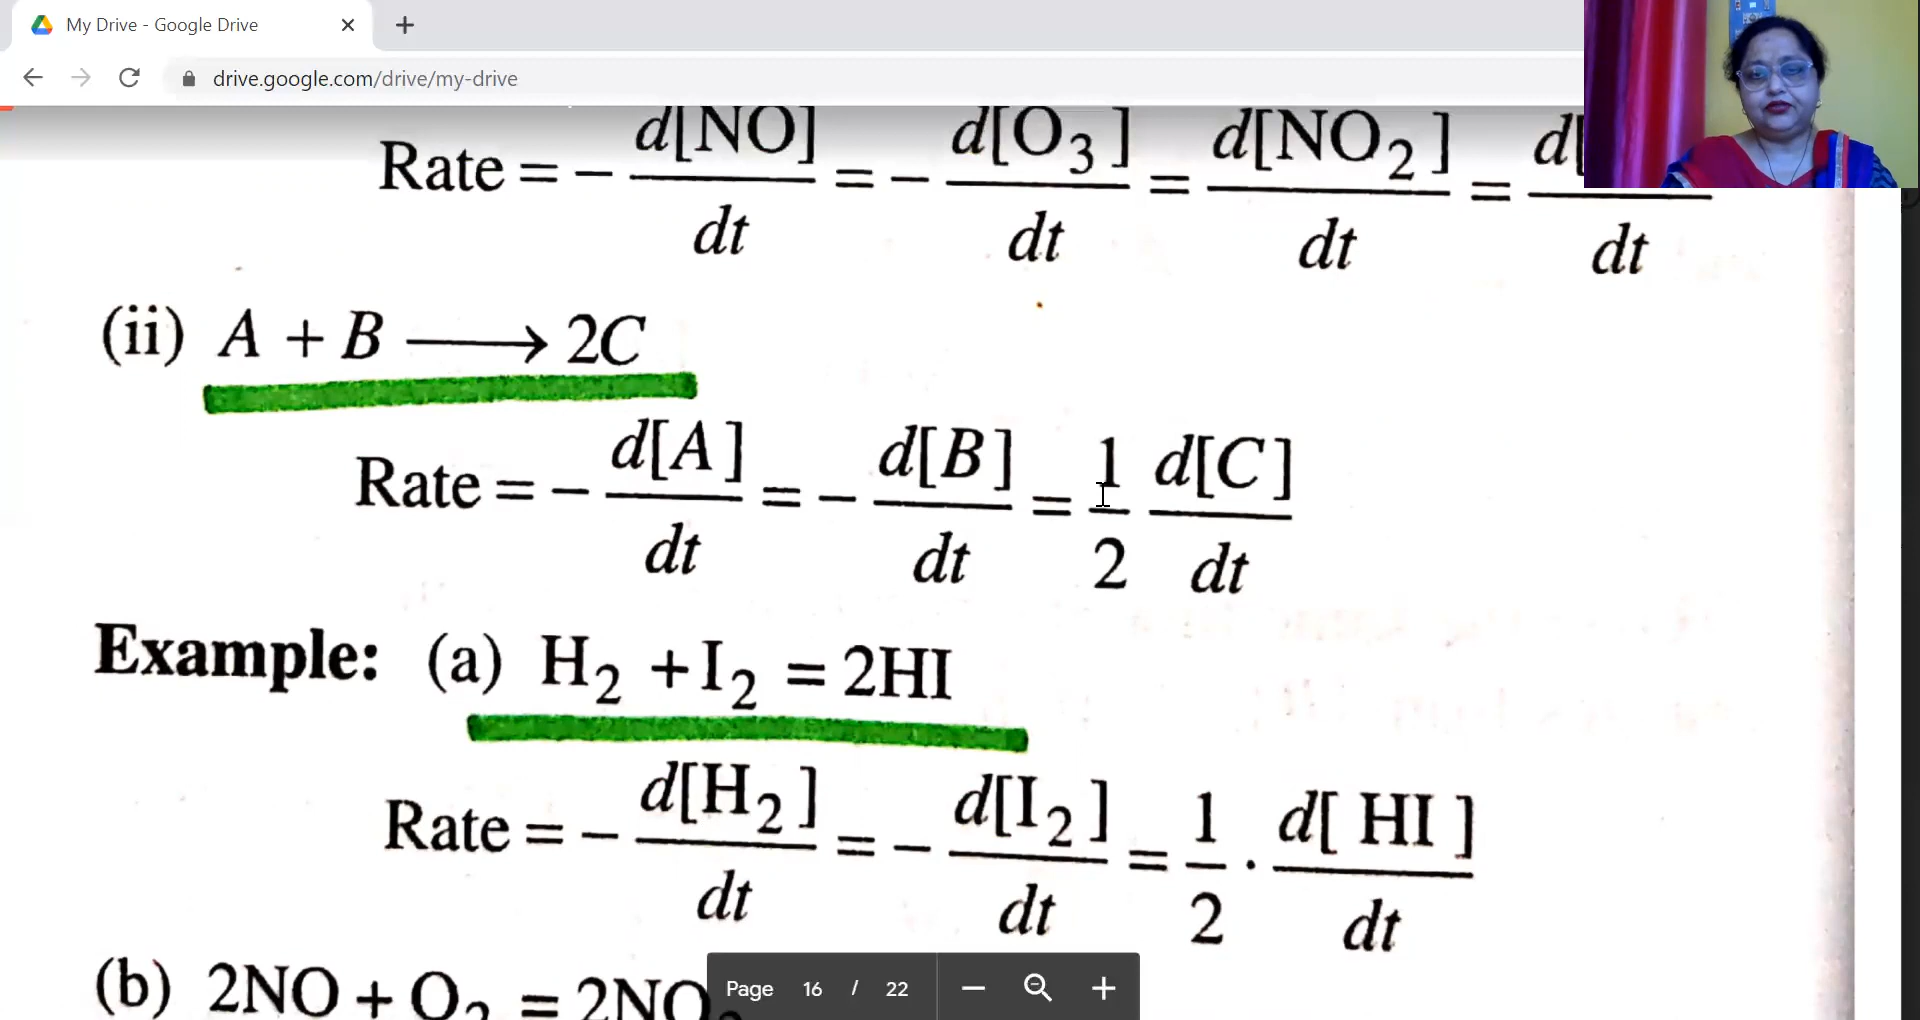 My Drive - Google Drive
drive.google.com/drive/my-drive
Rate = − d[NO]/dt = − d[O₃]/dt = d[NO₂]/dt = d[/dt
(ii) A + B ⟶ 2C
Rate = − d[A]/dt = − d[B]/dt = 1/2 d[C]/dt
Example: (a) H₂ + I₂ = 2HI
Rate = − d[H₂]/dt = − d[I₂]/dt = 1/2 · d[HI]/dt
(b) 2NO + O₂ = 2NO
Page 16 / 22